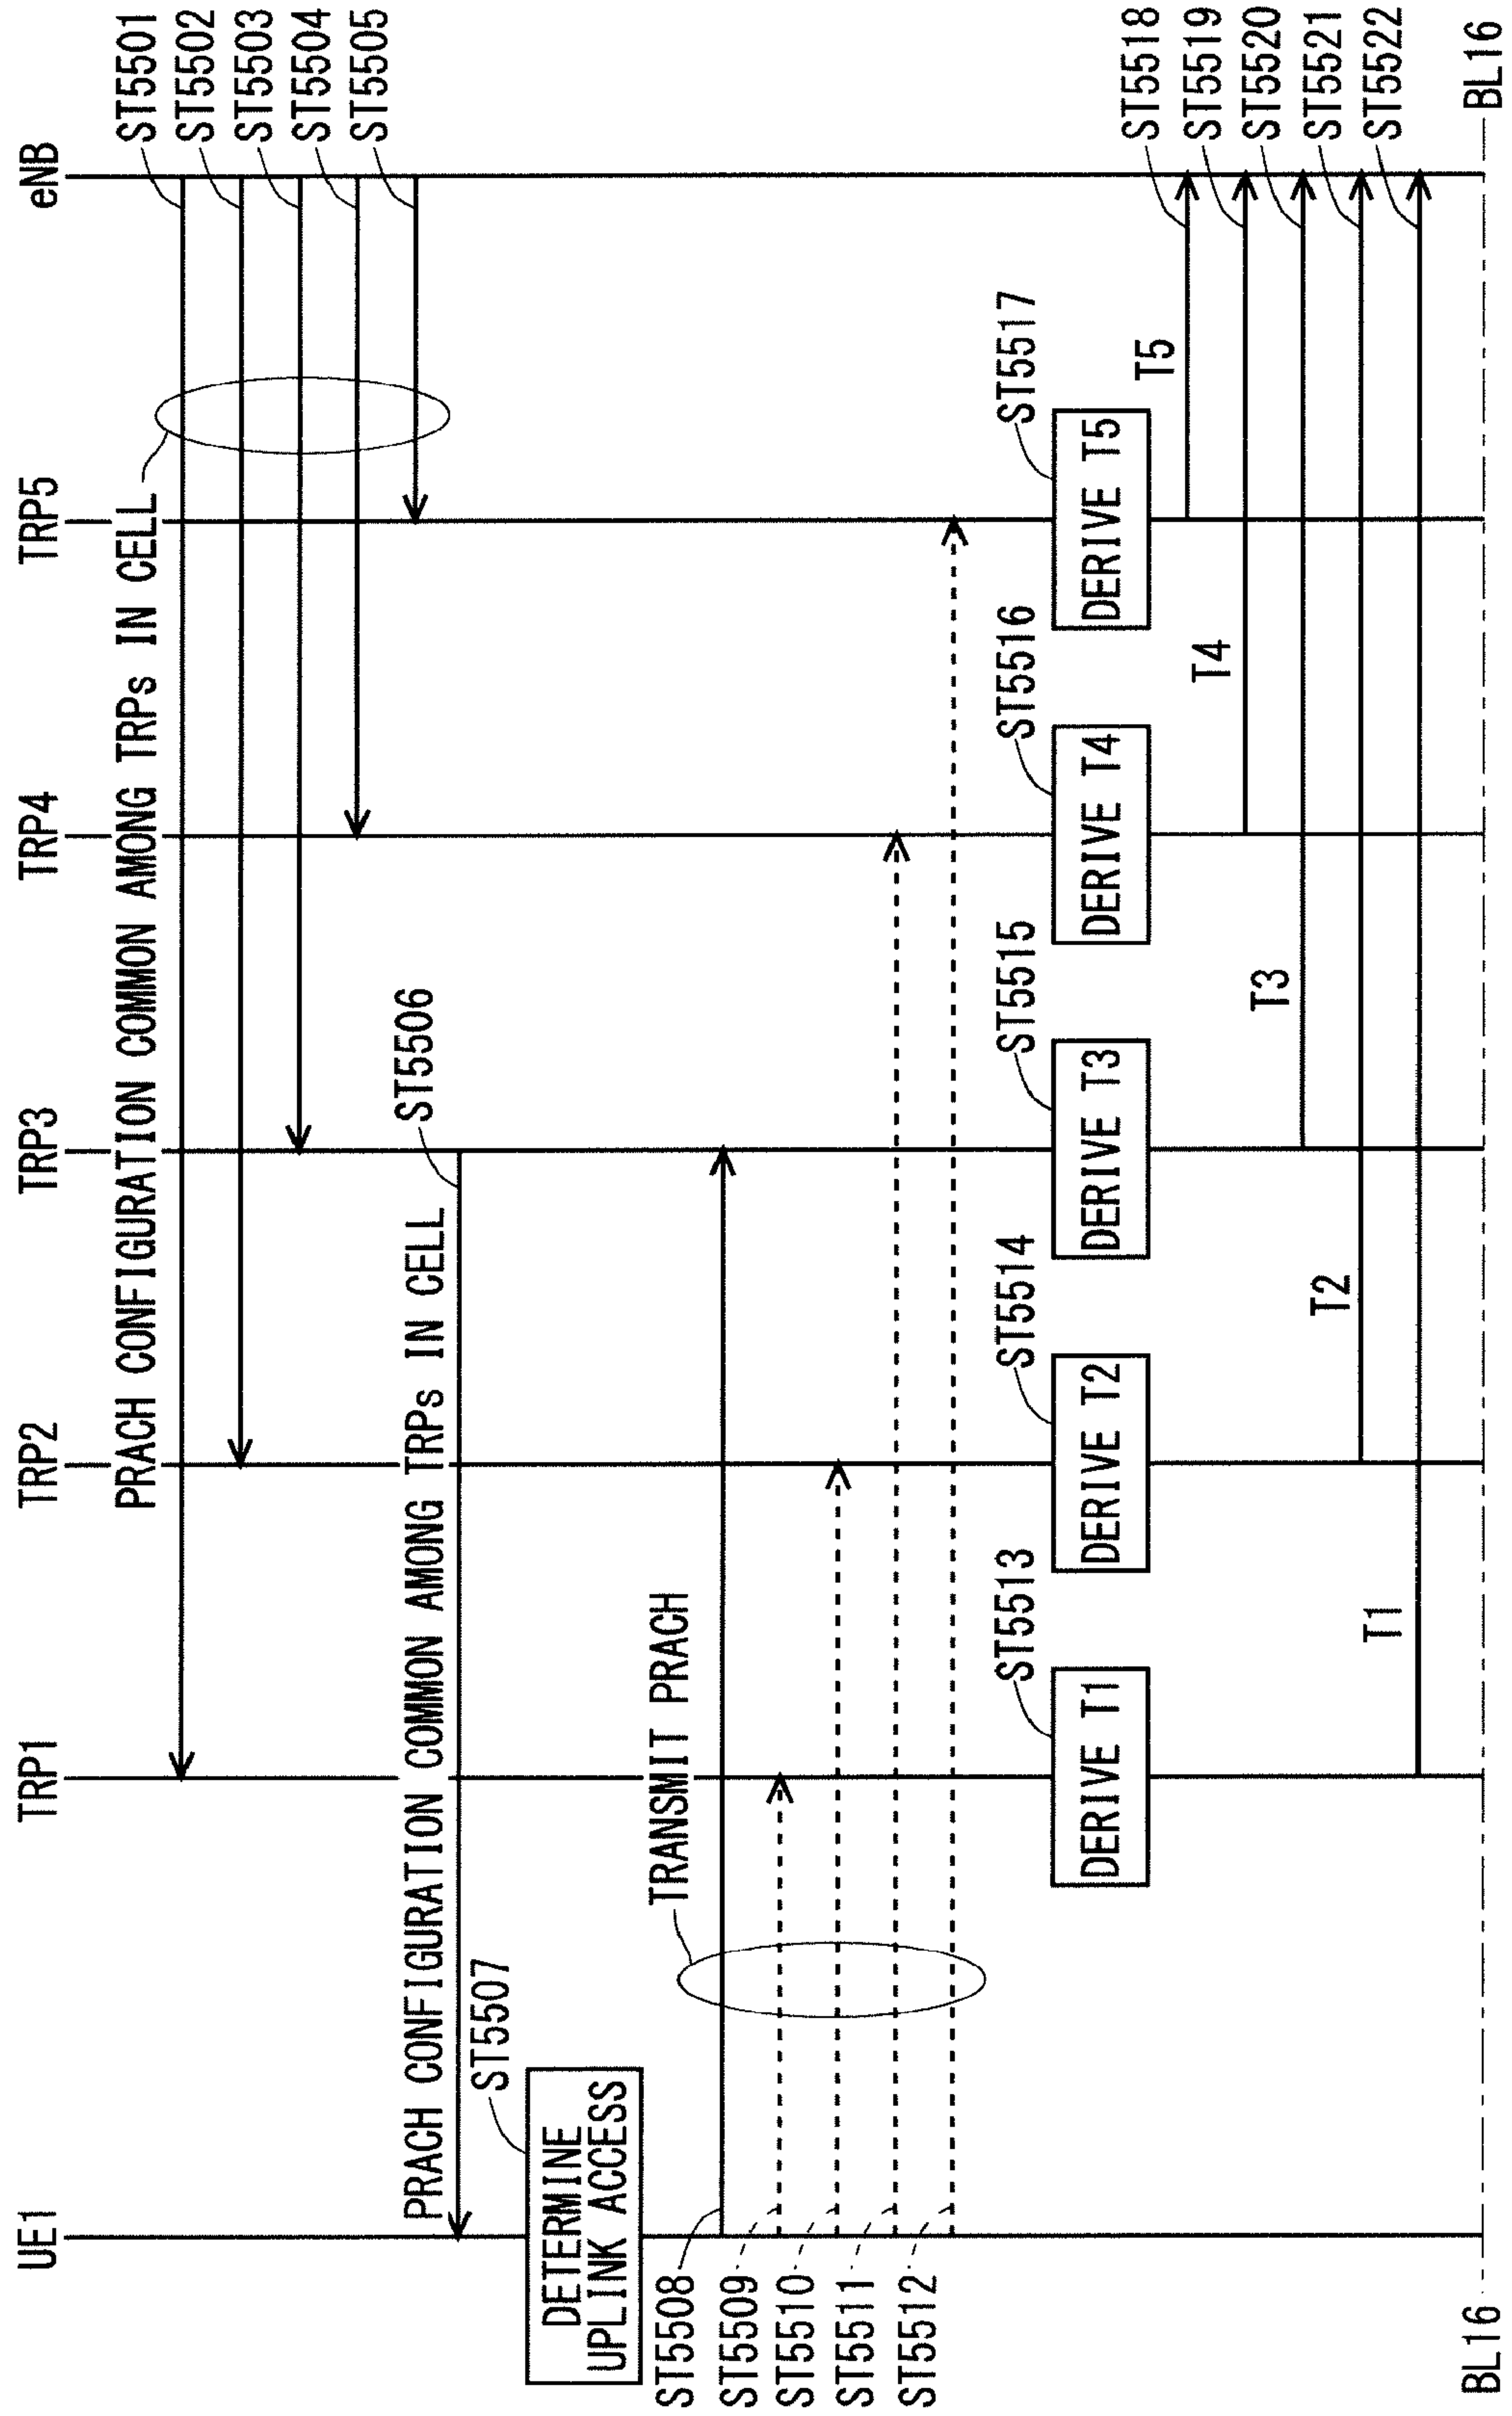 UE1
TRP1
TRP2
TRP3
TRP4
TRP5
eNB
PRACH CONFIGURATION COMMON AMONG TRPs IN CELL
ST5501
ST5502
ST5503
ST5504
ST5505
PRACH CONFIGURATION COMMON AMONG TRPs IN CELL
ST5506
ST5507
DETERMINE
UPLINK ACCESS
TRANSMIT PRACH
ST5508
ST5509
ST5510
ST5511
ST5512
ST5513
DERIVE T1
ST5514
DERIVE T2
ST5515
DERIVE T3
ST5516
DERIVE T4
ST5517
DERIVE T5
T5
ST5518
T4
ST5519
T3
ST5520
T2
ST5521
T1
ST5522
BL16
BL16